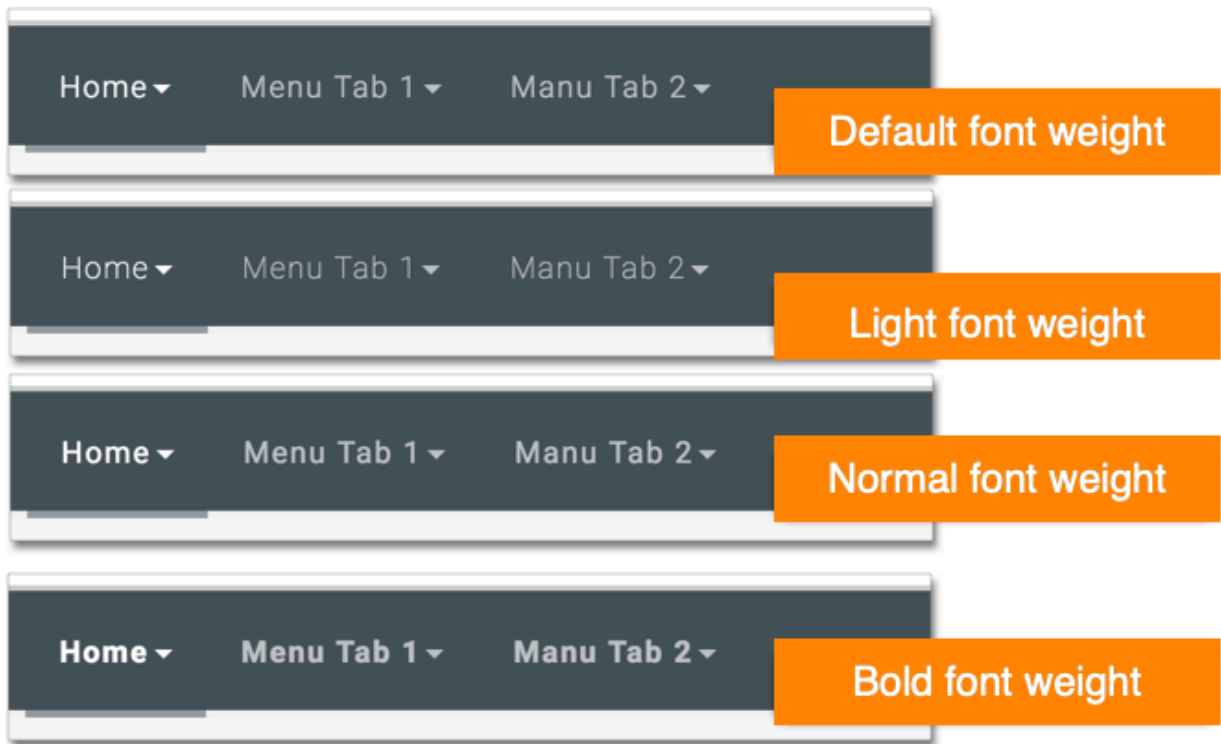 Home Menu Tab 1 Manu Tab 2
Default font weight
Home Menu Tab 1 Manu Tab 2
Light font weight
Home Menu Tab 1 Manu Tab 2
Normal font weight
Home Menu Tab 1 Manu Tab 2
Bold font weight